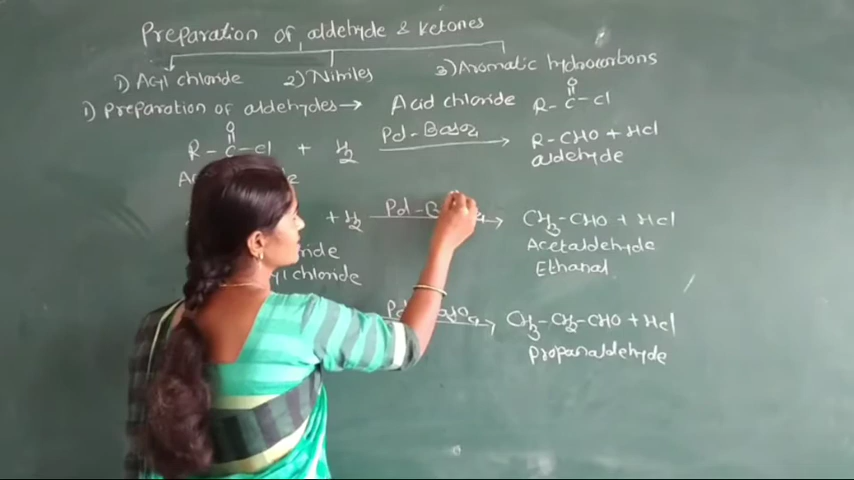 Preparation of aldehyde & Ketones
1) Acyl chloride 2) Nitriles 3) Aromatic hydrocarbons
1) Preparation of aldehydes → Acid chloride R-C-Cl
O
O
R-C-Cl + H2 Pd-BaSO4 → R-CHO + HCl
aldehyde
+ H2 Pd- → CH3-CHO + HCl
Acetaldehyde
chloride Ethanal
CH3-CH2-CHO + HCl
Propanaldehyde